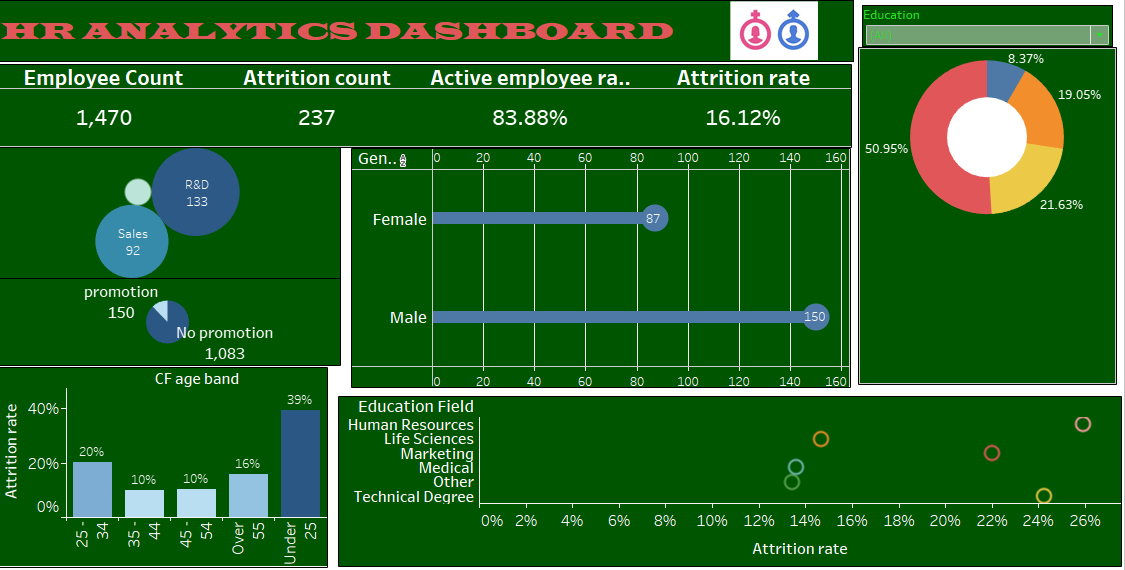 HR ANALYTICS DASHBOARD
Education
(All)
Employee Count
Attrition count
Active employee ra..
Attrition rate
1,470
237
83.88%
16.12%
R&D
133
Sales
92
promotion
150
No promotion
1,083
Gen..
0 20 40 60 80 100 120 140 160
Female
87
Male
150
0 20 40 60 80 100 120 140 160
8.37%
19.05%
50.95%
21.63%
CF age band
Attrition rate
40%
20%
0%
20%
10%
10%
16%
39%
25 -
34
35 -
44
45 -
54
Over
55
Under
25
Education Field
Human Resources
Life Sciences
Marketing
Medical
Other
Technical Degree
0% 2% 4% 6% 8% 10% 12% 14% 16% 18% 20% 22% 24% 26%
Attrition rate